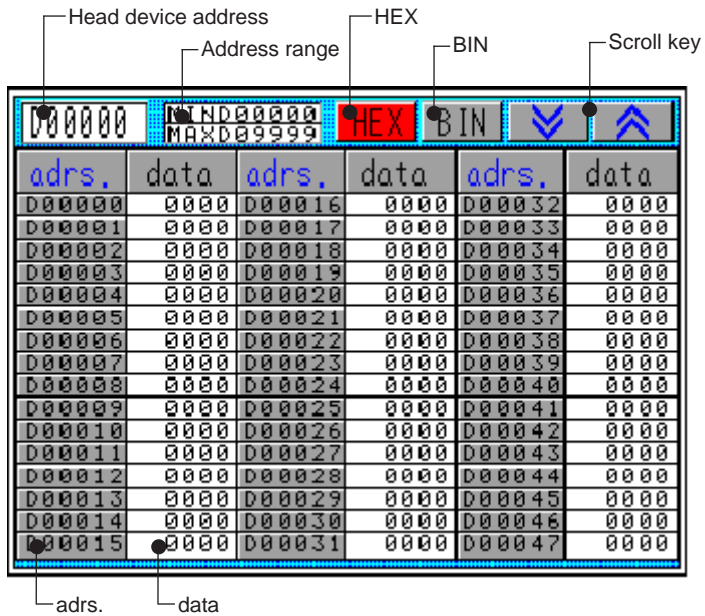 Head device address
HEX
Address range
BIN
Scroll key
D00000
MIND00000
MAXD09999
HEX
BIN
adrs. data adrs. data adrs. data
D00000 0000 D00016 0000 D00032 0000
D00001 0000 D00017 0000 D00033 0000
D00002 0000 D00018 0000 D00034 0000
D00003 0000 D00019 0000 D00035 0000
D00004 0000 D00020 0000 D00036 0000
D00005 0000 D00021 0000 D00037 0000
D00006 0000 D00022 0000 D00038 0000
D00007 0000 D00023 0000 D00039 0000
D00008 0000 D00024 0000 D00040 0000
D00009 0000 D00025 0000 D00041 0000
D00010 0000 D00026 0000 D00042 0000
D00011 0000 D00027 0000 D00043 0000
D00012 0000 D00028 0000 D00044 0000
D00013 0000 D00029 0000 D00045 0000
D00014 0000 D00030 0000 D00046 0000
D00015 0000 D00031 0000 D00047 0000
adrs. data